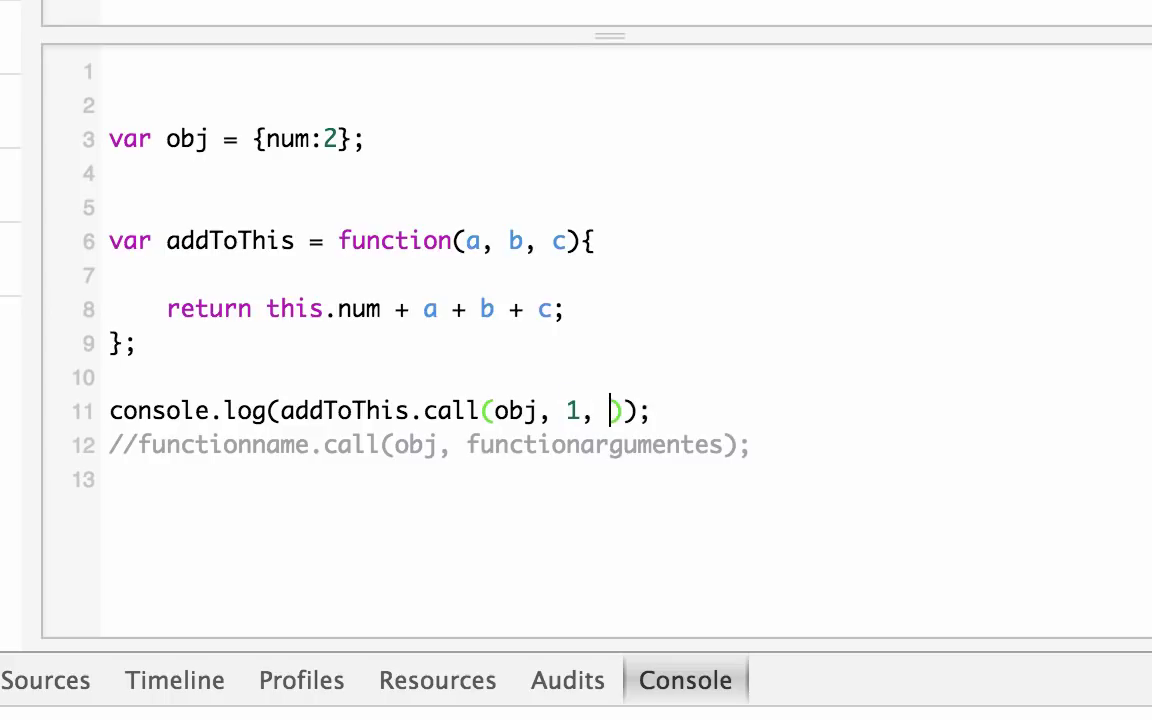 1
2
3 var obj = {num:2};
4
5
6 var addToThis = function(a, b, c){
7
8 return this.num + a + b + c;
9 };
10
11 console.log(addToThis.call(obj, 1, ));
12 //functionname.call(obj, functionargumentes);
13
Sources Timeline Profiles Resources Audits Console